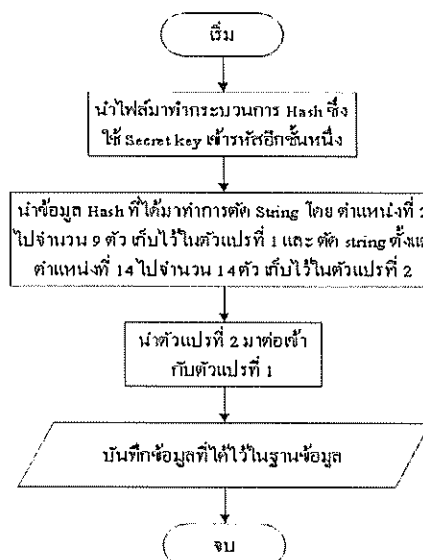 เริ่ม
นำไฟล์มาทำกระบวนการ Hash ซึ่ง
ใช้ Secret key เข้ารหัสอีกชั้นหนึ่ง
นำข้อมูล Hash ที่ได้มาทำการตัด String โดย ตำแหน่งที่ 2
ไปจำนวน 9 ตัว เก็บไว้ในตัวแปรที่ 1 และ ตัด string ตั้งแต่
ตำแหน่งที่ 14 ไปจำนวน 14 ตัว เก็บไว้ในตัวแปรที่ 2
นำตัวแปรที่ 2 มาต่อเข้า
กับตัวแปรที่ 1
บันทึกข้อมูลที่ได้ไว้ในฐานข้อมูล
จบ